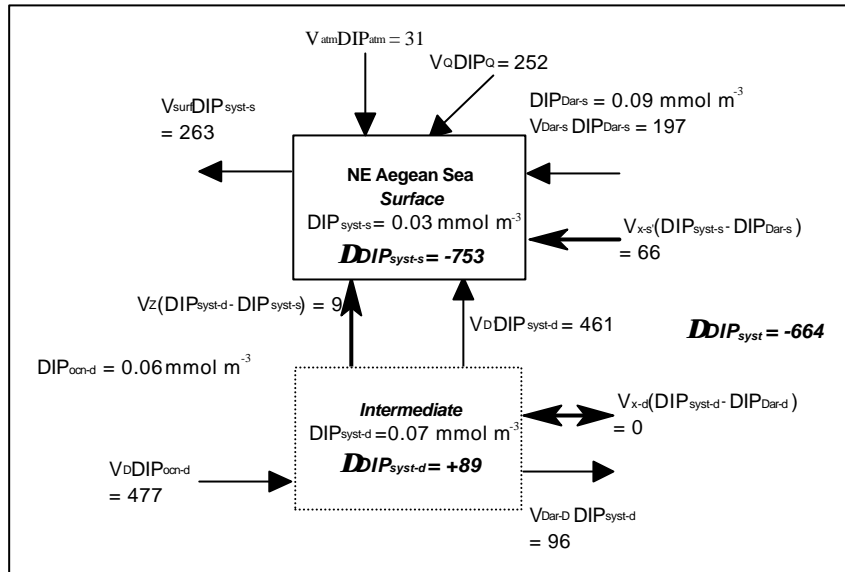 VatmDIPatm = 31
VQDIPQ = 252
VsurfDIPsyst-s
= 263
DIPDar-s = 0.09 mmol m-3
VDar-s DIPDar-s = 197
NE Aegean Sea
Surface
DIPsyst-s = 0.03 mmol m-3
DDIPsyst-s = -753
Vx-s'(DIPsyst-s - DIPDar-s)
= 66
VZ(DIPsyst-d - DIPsyst-s) = 9
VD'DIPsyst-d = 461
DDIPsyst = -664
DIPocn-d = 0.06 mmol m-3
Intermediate
DIPsyst-d =0.07 mmol m-3
DDIPsyst-d = +89
Vx-d(DIPsyst-d - DIPDar-d)
= 0
VDDIPocn-d
= 477
VDar-D DIPsyst-d
= 96